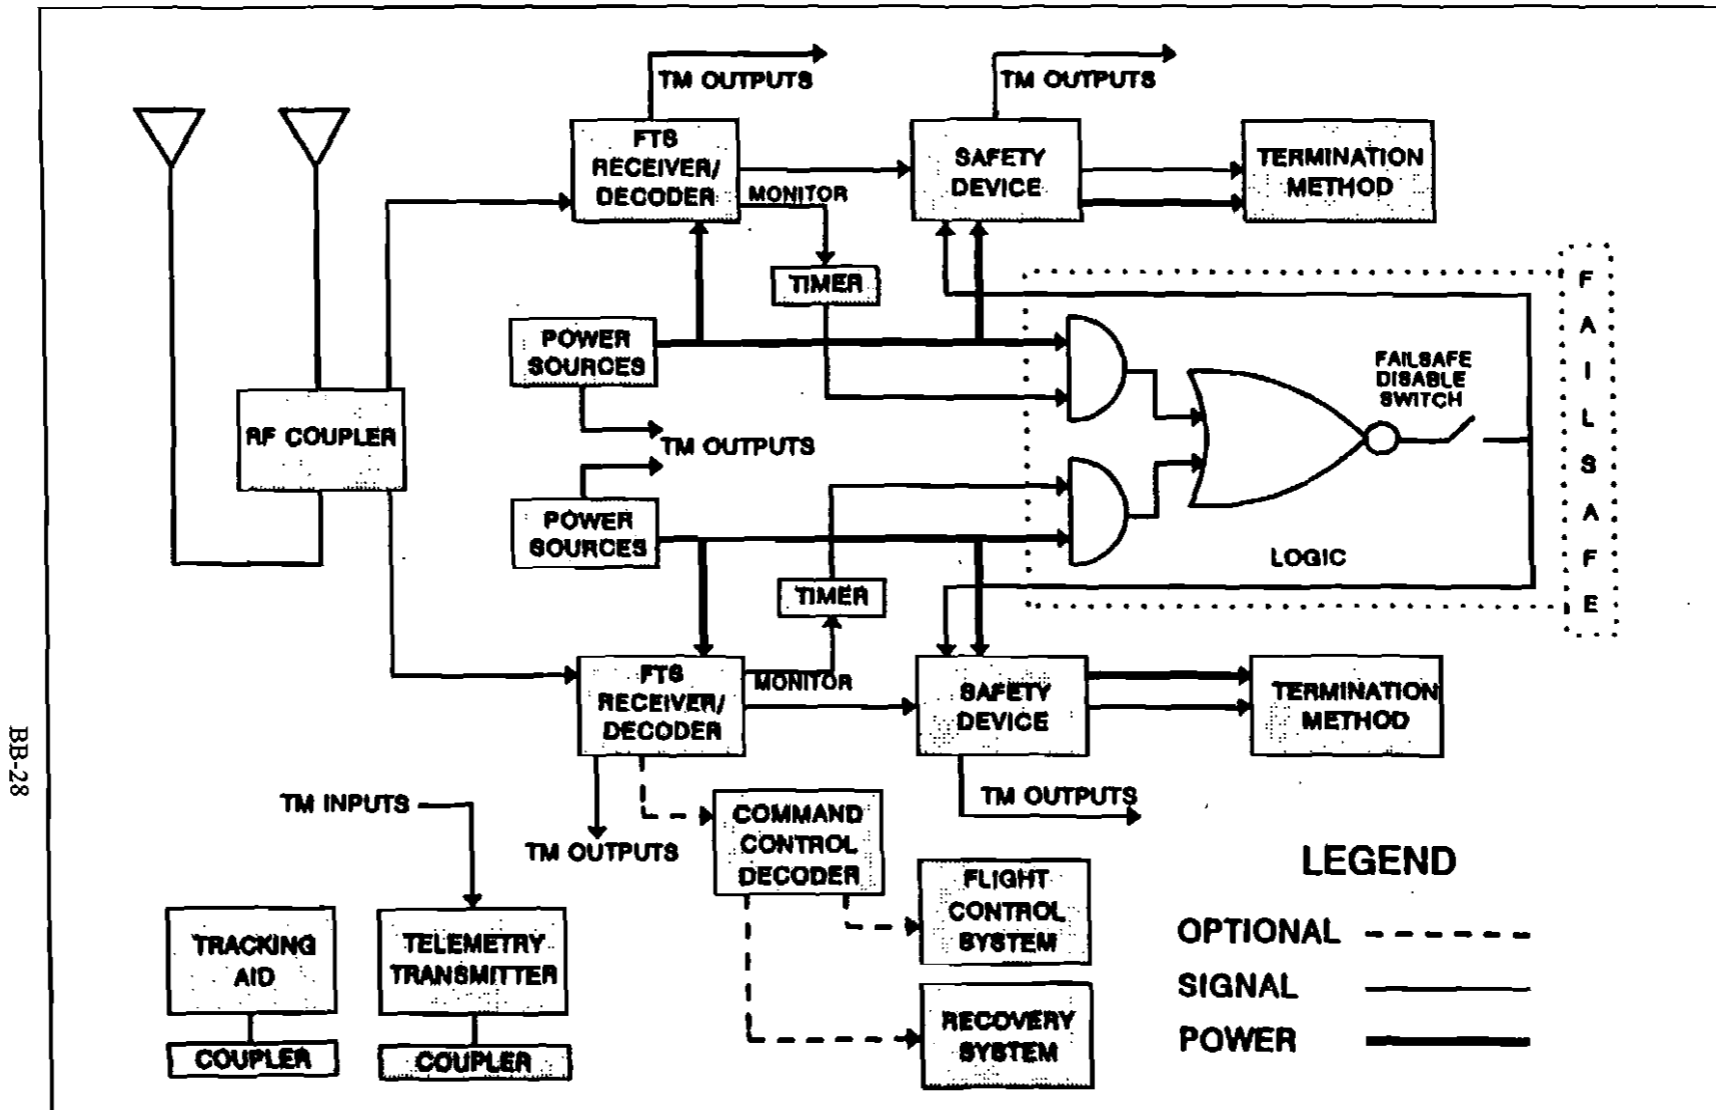 TM OUTPUTS
TM OUTPUTS
FTS
RECEIVER/
DECODER
SAFETY
DEVICE
TERMINATION
METHOD
MONITOR
TIMER
POWER
SOURCES
FAILSAFE
DISABLE
SWITCH
FAILSAFE
RF COUPLER
TM OUTPUTS
POWER
SOURCES
LOGIC
TIMER
FTS
RECEIVER/
DECODER
MONITOR
SAFETY
DEVICE
TERMINATION
METHOD
BB-28
TM INPUTS
TM OUTPUTS
TM OUTPUTS
COMMAND
CONTROL
DECODER
FLIGHT
CONTROL
SYSTEM
RECOVERY
SYSTEM
TRACKING
AID
COUPLER
TELEMETRY
TRANSMITTER
COUPLER
LEGEND
OPTIONAL
SIGNAL
POWER